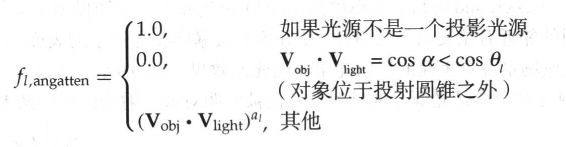 1.0, 如果光源不是一个投影光源
0.0, V_obj · V_light = cos α < cos θ_l
f_l,angatten =
（对象位于投射圆锥之外）
(V_obj · V_light)^a_l, 其他